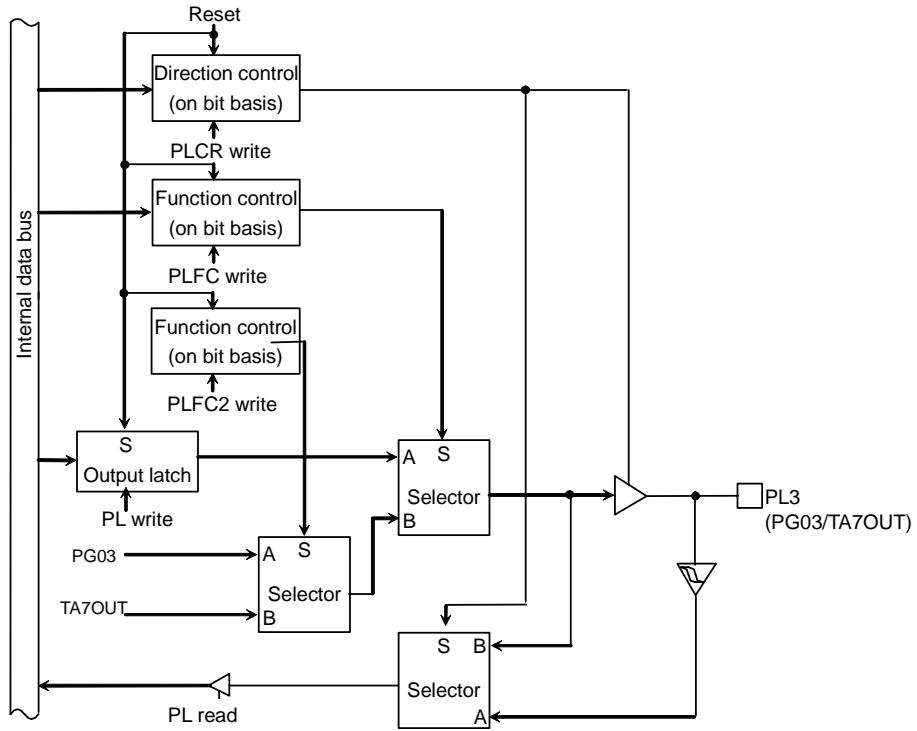 Reset
Direction control
(on bit basis)
PLCR write
Function control
(on bit basis)
PLFC write
Internal data bus
Function control
(on bit basis)
PLFC2 write
S
Output latch
PL write
A
S
Selector
B
PL3
(PG03/TA7OUT)
PG03
TA7OUT
A
S
Selector
B
S
B
Selector
A
PL read